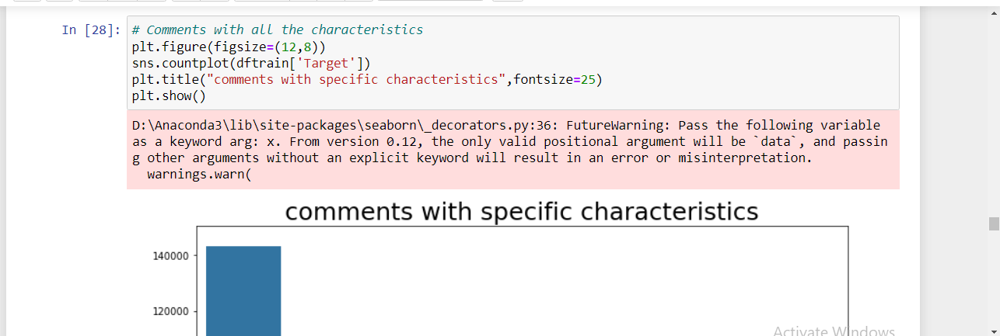 In [28]: # Comments with all the characteristics
plt.figure(figsize=(12,8))
sns.countplot(dftrain['Target'])
plt.title("comments with specific characteristics",fontsize=25)
plt.show()
D:\Anaconda3\lib\site-packages\seaborn\_decorators.py:36: FutureWarning: Pass the following variable
as a keyword arg: x. From version 0.12, the only valid positional argument will be `data`, and passin
g other arguments without an explicit keyword will result in an error or misinterpretation.
  warnings.warn(
comments with specific characteristics
140000
120000
Activate Windows